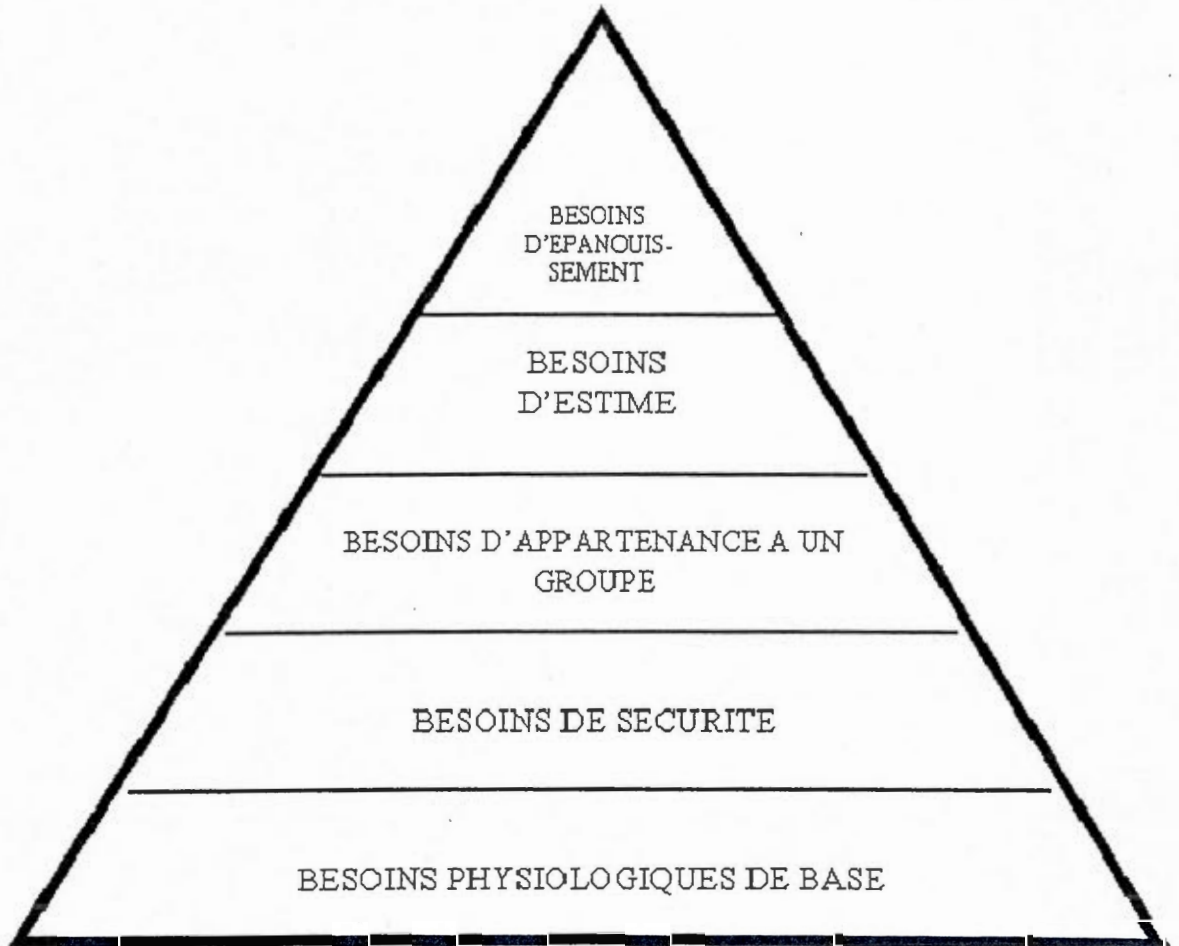 BESOINS
D'EPANOUIS-
SEMENT
BESOINS
D'ESTIME
BESOINS D'APPARTENANCE A UN
GROUPE
BESOINS DE SECURITE
BESOINS PHYSIOLOGIQUES DE BASE